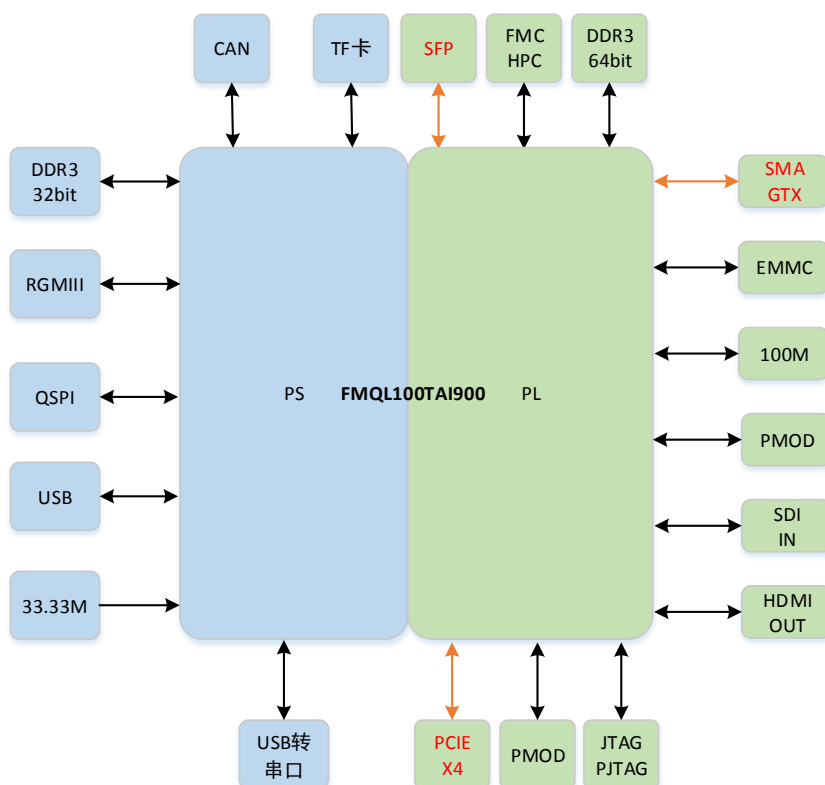 CAN
TF卡
SFP
FMC
HPC
DDR3
64bit
DDR3
32bit
SMA
GTX
RGMIII
EMMC
100M
QSPI
PS
FMQL100TAI900
PL
PMOD
USB
SDI
IN
33.33M
HDMI
OUT
USB转
串口
PCIE
X4
PMOD
JTAG
PJTAG